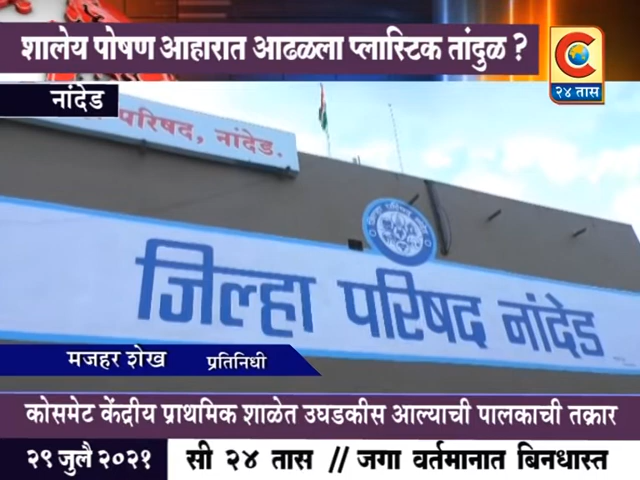 शालेय पोषण आहारात आढळला प्लास्टिक तांदुळ ?
२४ तास
नांदेड
परिषद, नांदेड.
जिल्हा परिषद नांदेड
मजहर शेख प्रतिनिधी
कोसमेट केंद्रीय प्राथमिक शाळेत उघडकीस आल्याची पालकाची तक्रार
२९ जुलै २०२१
सी २४ तास // जगा वर्तमानात बिनधास्त